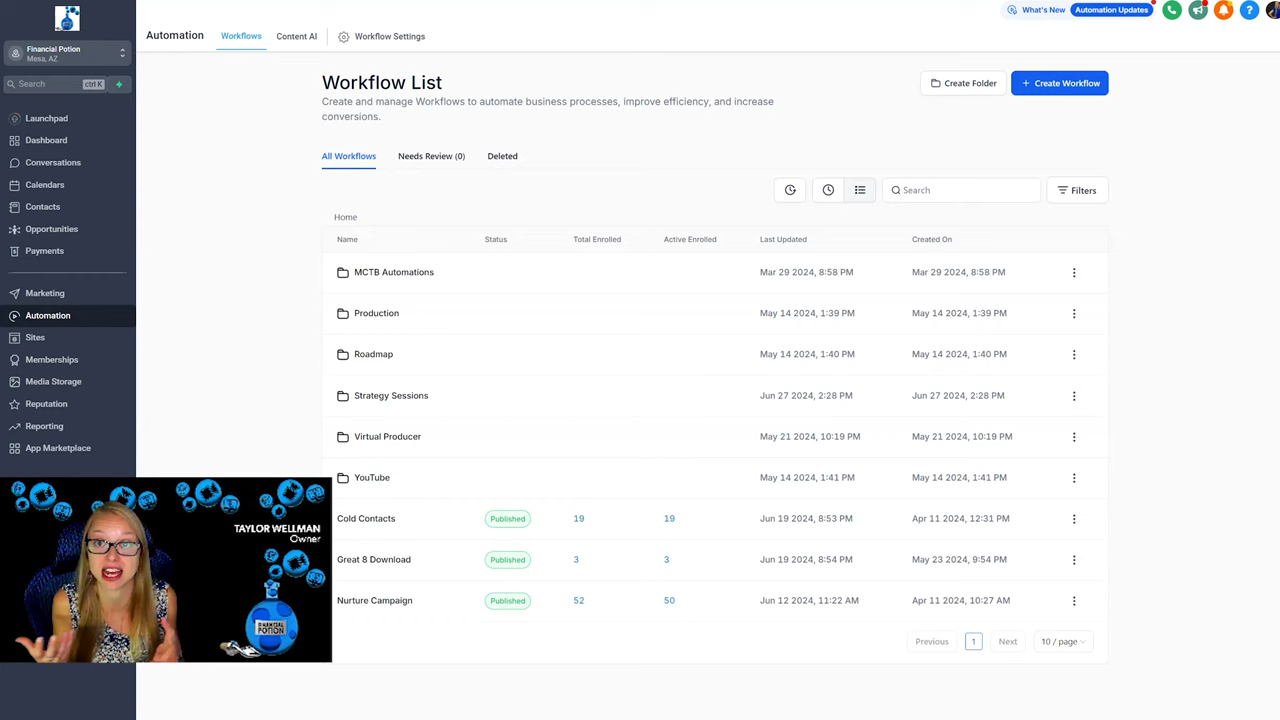 Financial Potion
Mesa, AZ
Search
ctrl K
Launchpad
Dashboard
Conversations
Calendars
Contacts
Opportunities
Payments
Marketing
Automation
Sites
Memberships
Media Storage
Reputation
Reporting
App Marketplace
What's New
Automation Updates
Automation
Workflows
Content AI
Workflow Settings
Workflow List
Create and manage Workflows to automate business processes, improve efficiency, and increase
conversions.
Create Folder
+ Create Workflow
All Workflows
Needs Review (0)
Deleted
Search
Filters
Home
Name Status Total Enrolled Active Enrolled Last Updated Created On
MCTB Automations Mar 29 2024, 8:58 PM Mar 29 2024, 8:58 PM
Production May 14 2024, 1:39 PM May 14 2024, 1:39 PM
Roadmap May 14 2024, 1:40 PM May 14 2024, 1:40 PM
Strategy Sessions Jun 27 2024, 2:28 PM Jun 27 2024, 2:28 PM
Virtual Producer May 21 2024, 10:19 PM May 21 2024, 10:19 PM
YouTube May 14 2024, 1:41 PM May 14 2024, 1:41 PM
Cold Contacts Published 19 19 Jun 19 2024, 8:53 PM Apr 11 2024, 12:31 PM
Great 8 Download Published 3 3 Jun 19 2024, 8:54 PM May 23 2024, 9:54 PM
Nurture Campaign Published 52 50 Jun 12 2024, 11:22 AM Apr 11 2024, 10:27 AM
Previous 1 Next 10 / page
TAYLOR WELLMAN
Owner
FINANCIAL
POTION